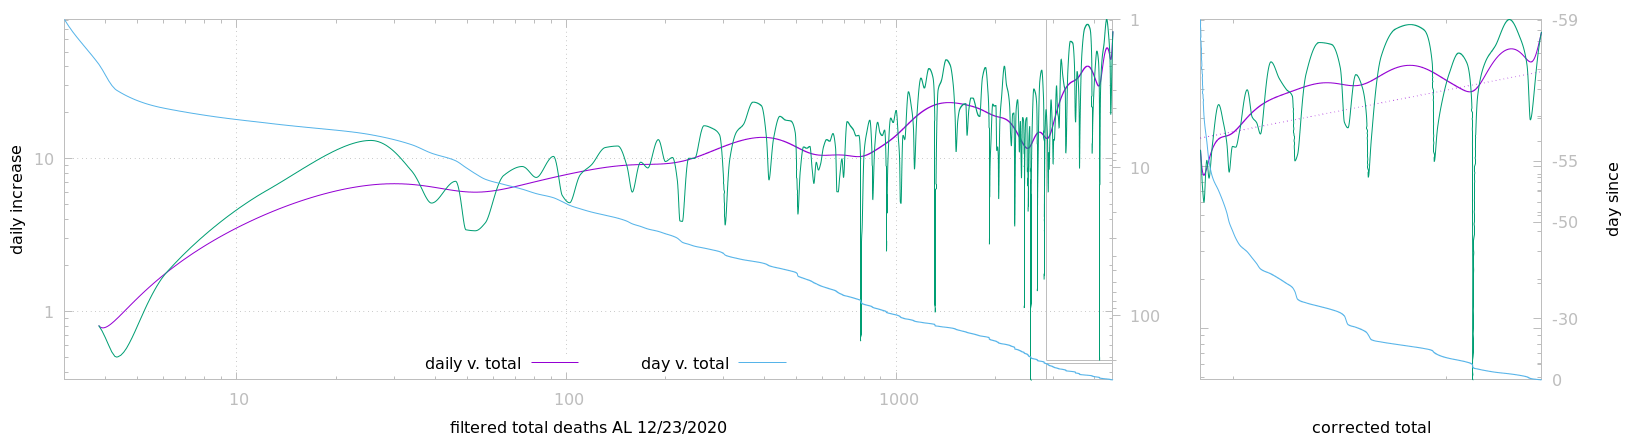 daily increase
10
1
daily v. total
day v. total
10
100
1000
filtered total deaths AL 12/23/2020
1
10
100
-59
-55
-50
-30
0
day since
corrected total